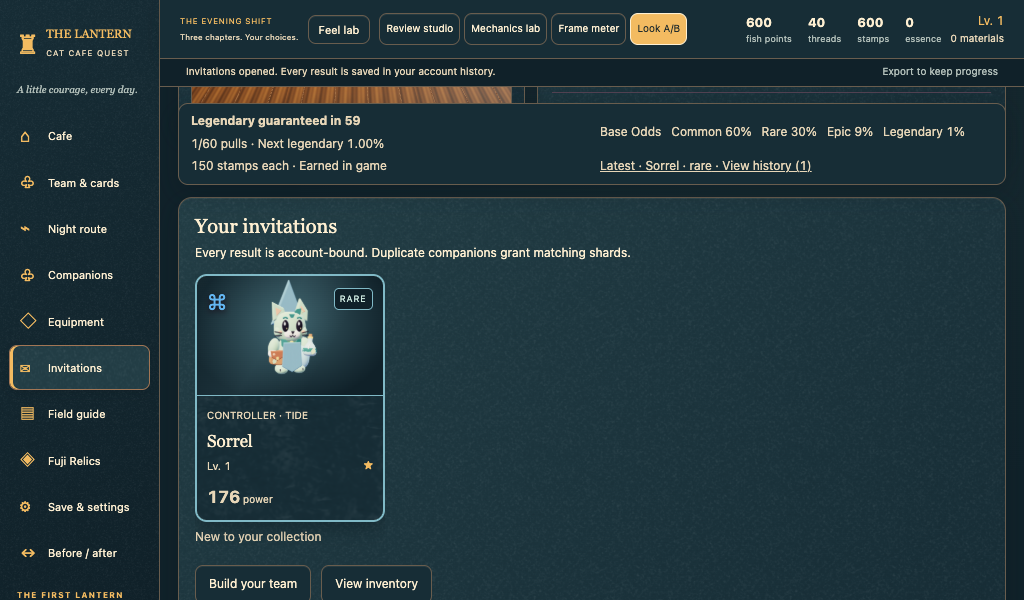 THE LANTERN
CAT CAFE QUEST
A little courage, every day.
Cafe
Team & cards
Night route
Companions
Equipment
Invitations
Field guide
Fuji Relics
Save & settings
Before / after
THE FIRST LANTERN
THE EVENING SHIFT
Three chapters. Your choices.
Feel lab
Review studio
Mechanics lab
Frame meter
Look A/B
600 fish points
40 threads
600 stamps
0 essence
Lv. 1
0 materials
Invitations opened. Every result is saved in your account history.
Export to keep progress
Legendary guaranteed in 59
1/60 pulls · Next legendary 1.00%
150 stamps each · Earned in game
Base Odds Common 60% Rare 30% Epic 9% Legendary 1%
Latest · Sorrel · rare · View history (1)
Your invitations
Every result is account-bound. Duplicate companions grant matching shards.
RARE
CONTROLLER · TIDE
Sorrel
Lv. 1
176 power
New to your collection
Build your team
View inventory